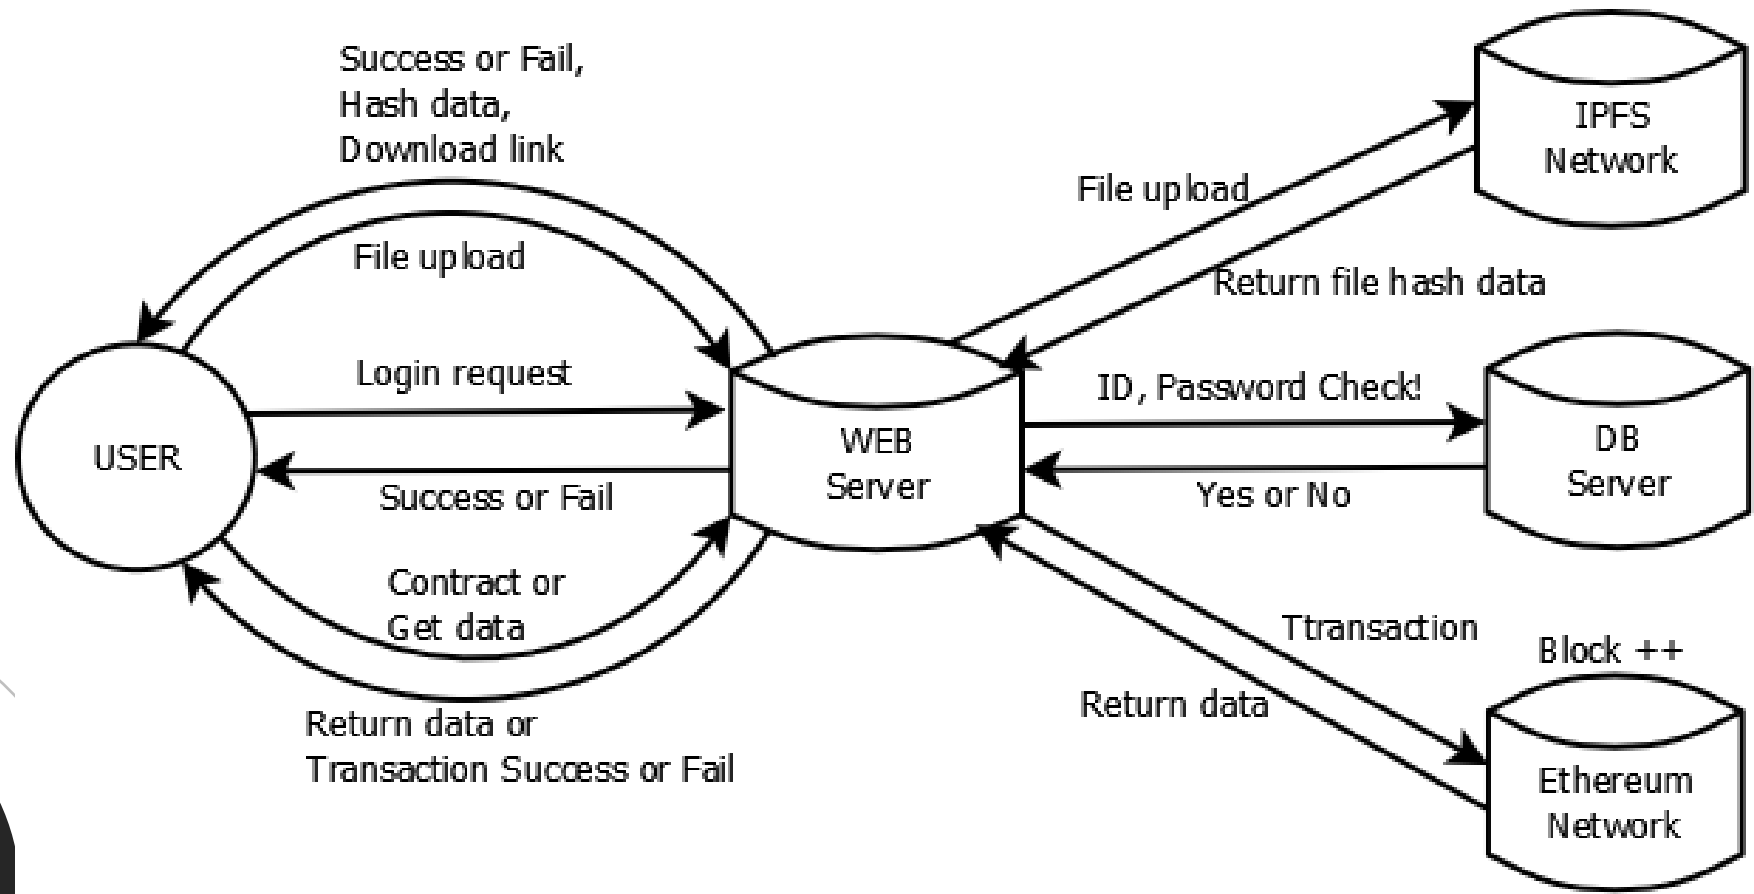 Success or Fail,
Hash data,
Download link
File upload
Login request
USER
Success or Fail
Contract or
Get data
Return data or
Transaction Success or Fail
WEB
Server
File upload
Return file hash data
IPFS
Network
ID, Password Check!
Yes or No
DB
Server
Ttransaction
Return data
Block ++
Ethereum
Network